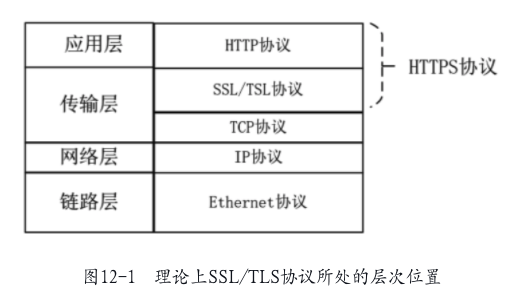 应用层 HTTP协议
HTTPS协议
传输层 SSL/TSL协议
TCP协议
网络层 IP协议
链路层 Ethernet协议
图12-1 理论上SSL/TLS协议所处的层次位置